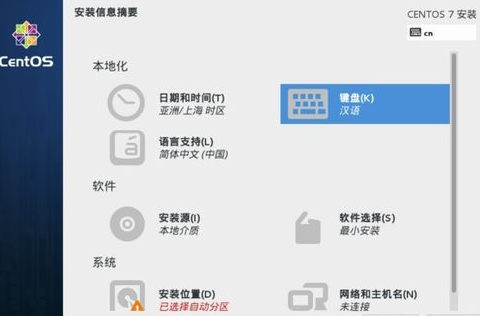 安装信息摘要
CENTOS 7 安装
cn
CentOS
本地化
日期和时间(T)
亚洲/上海 时区
键盘(K)
汉语
语言支持(L)
简体中文 (中国)
软件
安装源(I)
本地介质
软件选择(S)
最小安装
系统
安装位置(D)
已选择自动分区
网络和主机名(N)
未连接